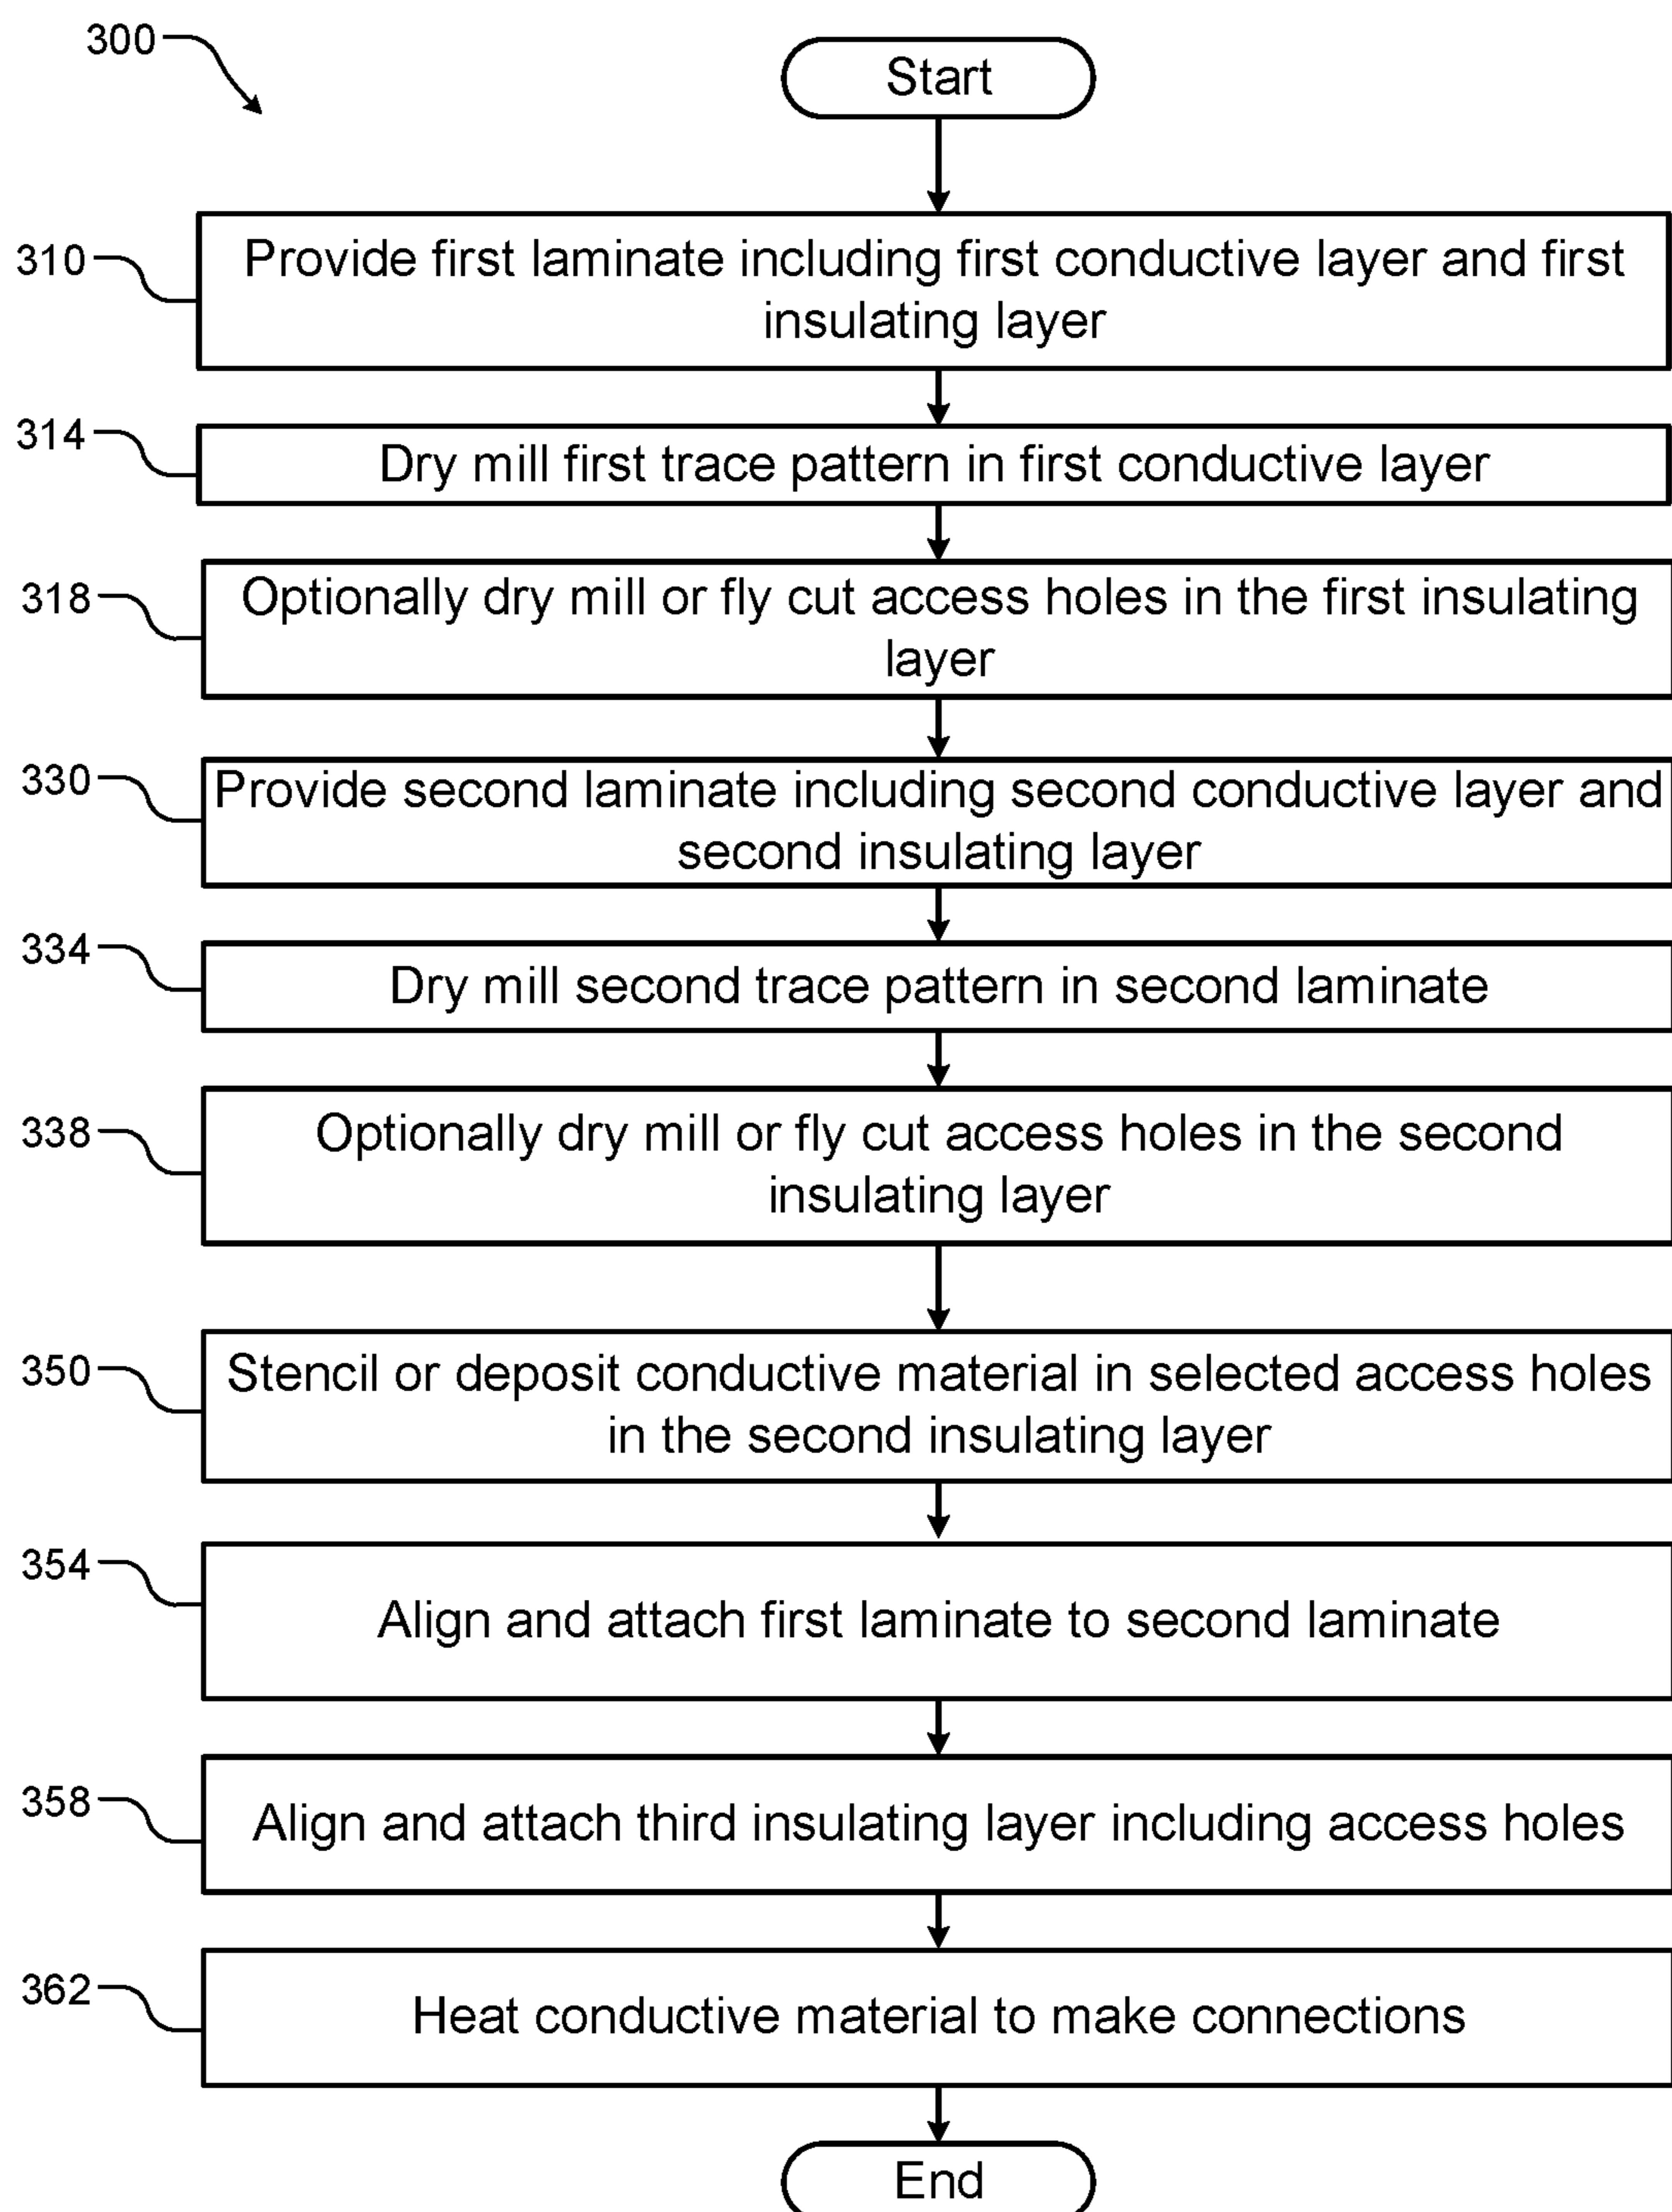 300
Start
310
Provide first laminate including first conductive layer and first
insulating layer
314
Dry mill first trace pattern in first conductive layer
318
Optionally dry mill or fly cut access holes in the first insulating
layer
330
Provide second laminate including second conductive layer and
second insulating layer
334
Dry mill second trace pattern in second laminate
338
Optionally dry mill or fly cut access holes in the second
insulating layer
350
Stencil or deposit conductive material in selected access holes
in the second insulating layer
354
Align and attach first laminate to second laminate
358
Align and attach third insulating layer including access holes
362
Heat conductive material to make connections
End